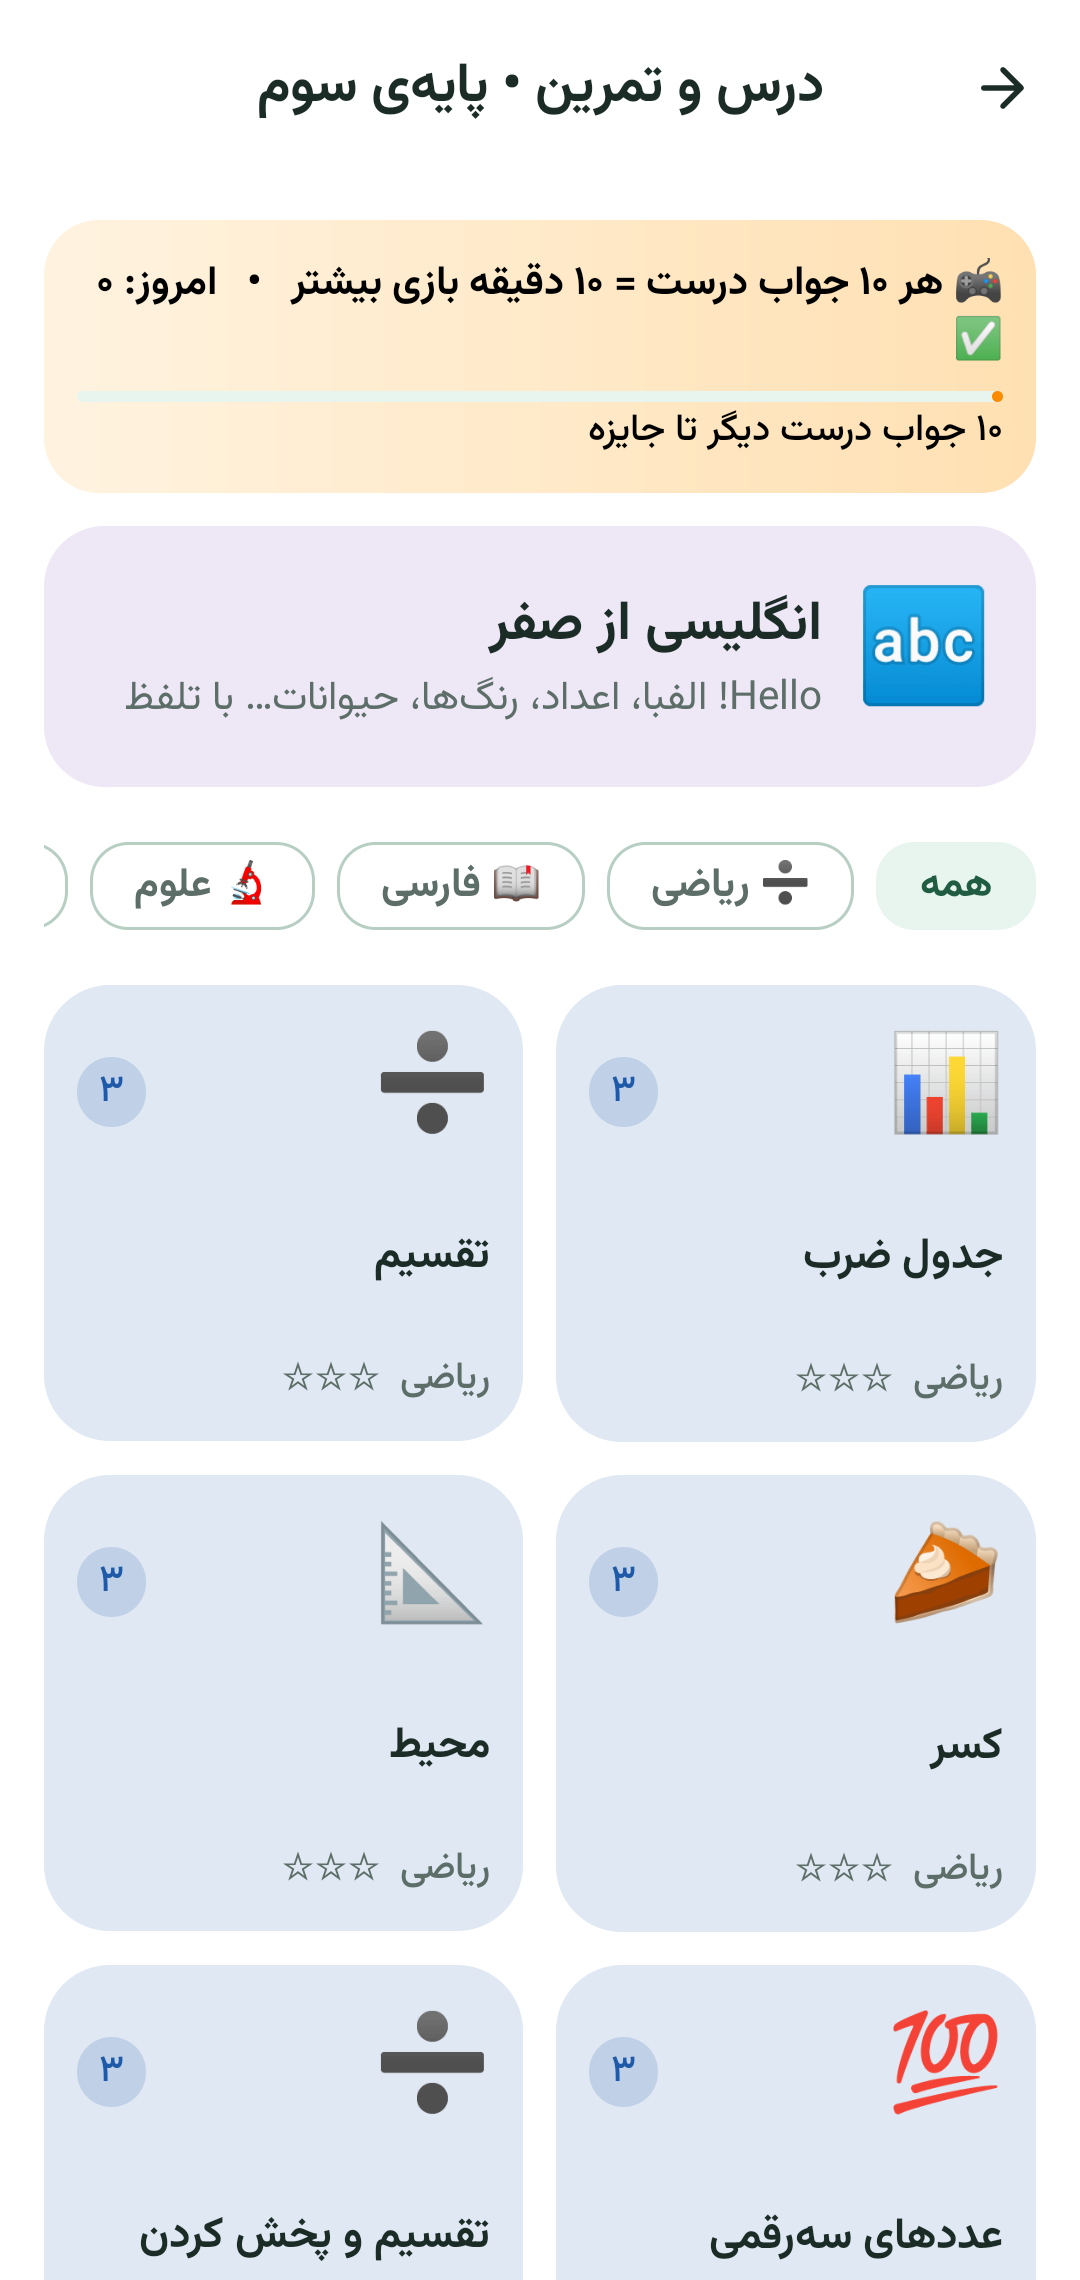 درس و تمرین • پایه‌ی سوم
🎮 هر ۱۰ جواب درست = ۱۰ دقیقه بازی بیشتر • امروز: ۰
✅
۱۰ جواب درست دیگر تا جایزه
abc
انگلیسی از صفر
Hello! الفبا، اعداد، رنگ‌ها، حیوانات... با تلفظ
همه
➗ ریاضی
📖 فارسی
🔬 علوم
۳
جدول ضرب
ریاضی ☆☆☆
۳
تقسیم
ریاضی ☆☆☆
۳
کسر
ریاضی ☆☆☆
۳
محیط
ریاضی ☆☆☆
💯
۳
عددهای سه‌رقمی
۳
تقسیم و پخش کردن